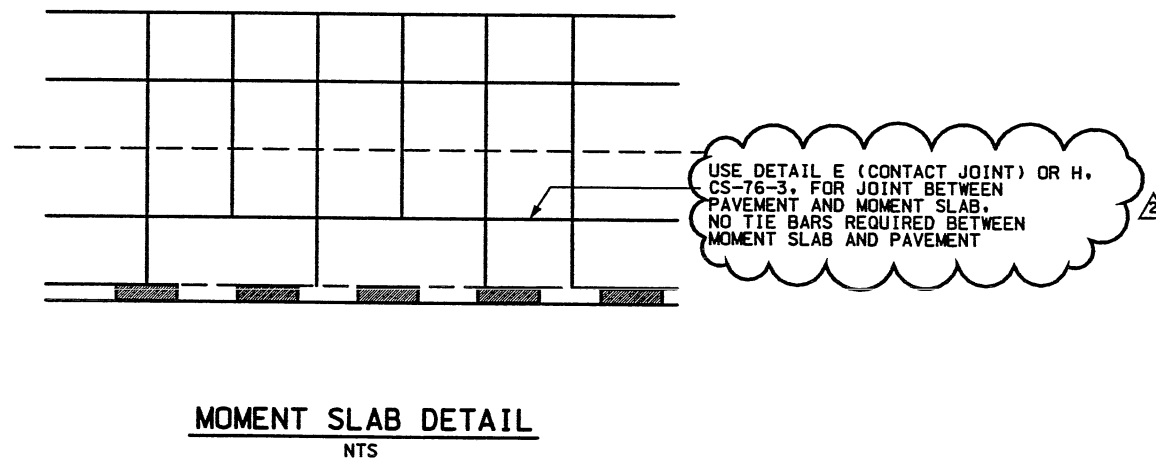 USE DETAIL E (CONTACT JOINT) OR H,
CS-76-3, FOR JOINT BETWEEN
PAVEMENT AND MOMENT SLAB.
NO TIE BARS REQUIRED BETWEEN
MOMENT SLAB AND PAVEMENT
2
MOMENT SLAB DETAIL
NTS